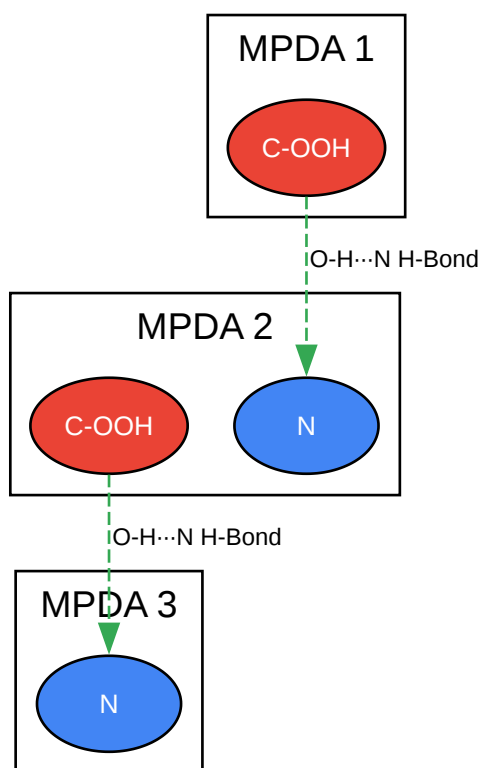 MPDA 1
C-OOH
O-H···N H-Bond
MPDA 2
C-OOH
N
O-H···N H-Bond
MPDA 3
N